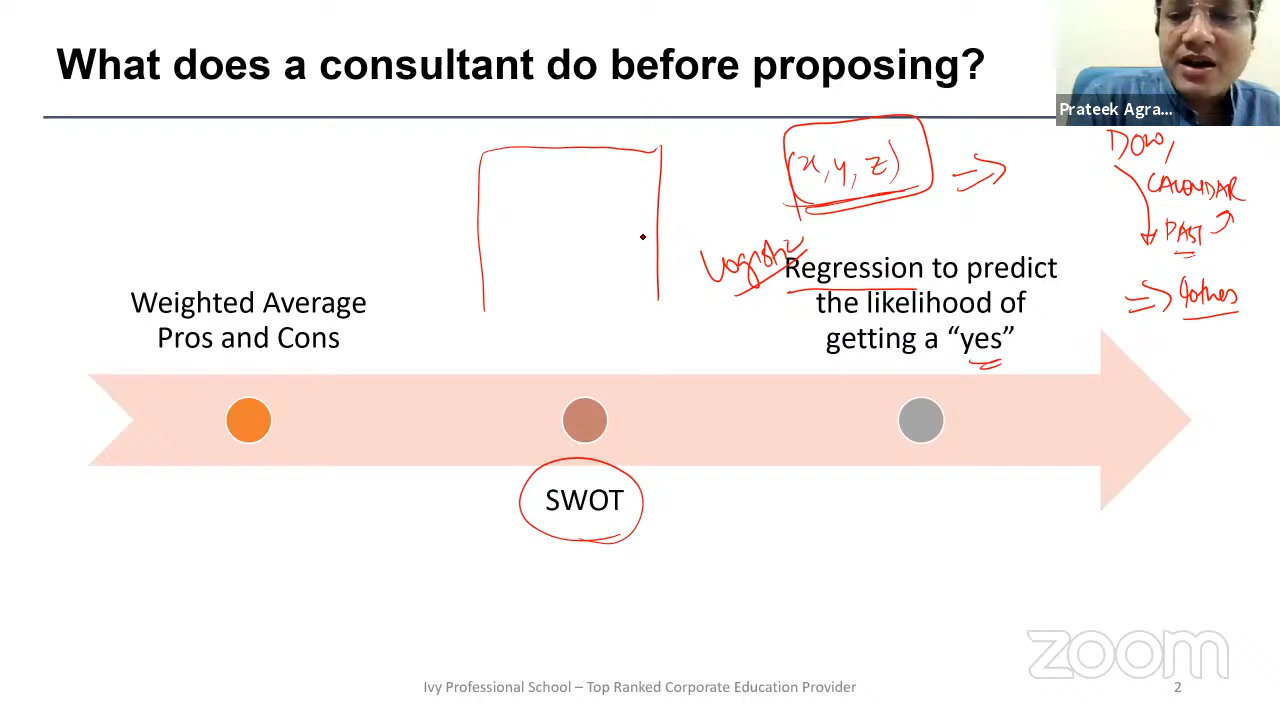 What does a consultant do before proposing?
Prateek Agra...
(x, y, z)
DOW,
CALENDAR
PAST
Logistic
Weighted Average
Pros and Cons
Regression to predict
the likelihood of
getting a “yes”
SWOT
zoom
Ivy Professional School – Top Ranked Corporate Education Provider
2